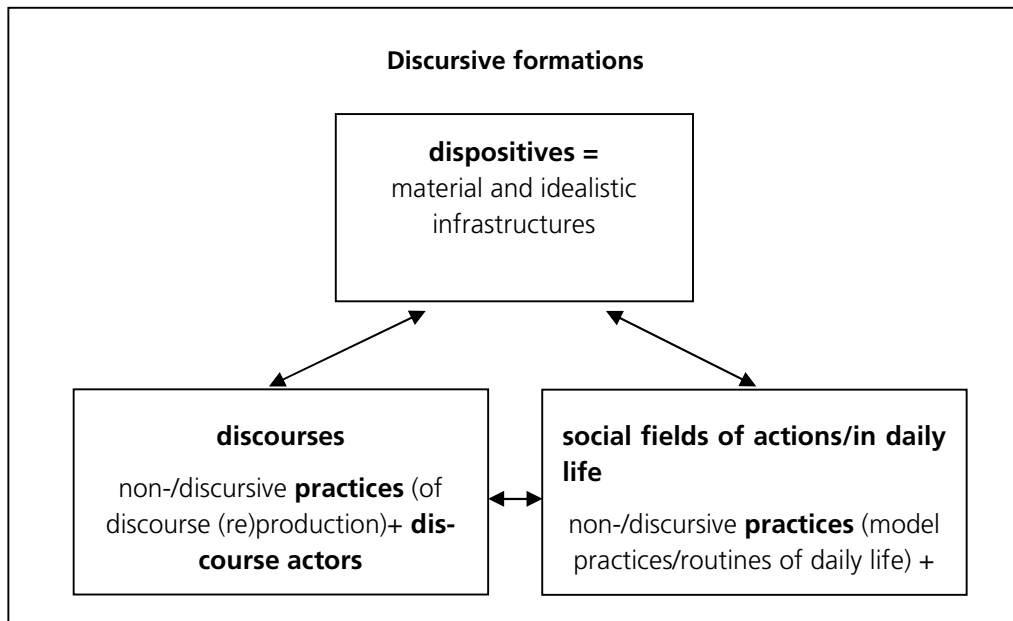 Discursive formations
dispositives =
material and idealistic
infrastructures
discourses
non-/discursive practices (of
discourse (re)production)+ dis-
course actors
social fields of actions/in daily
life
non-/discursive practices (model
practices/routines of daily life) +